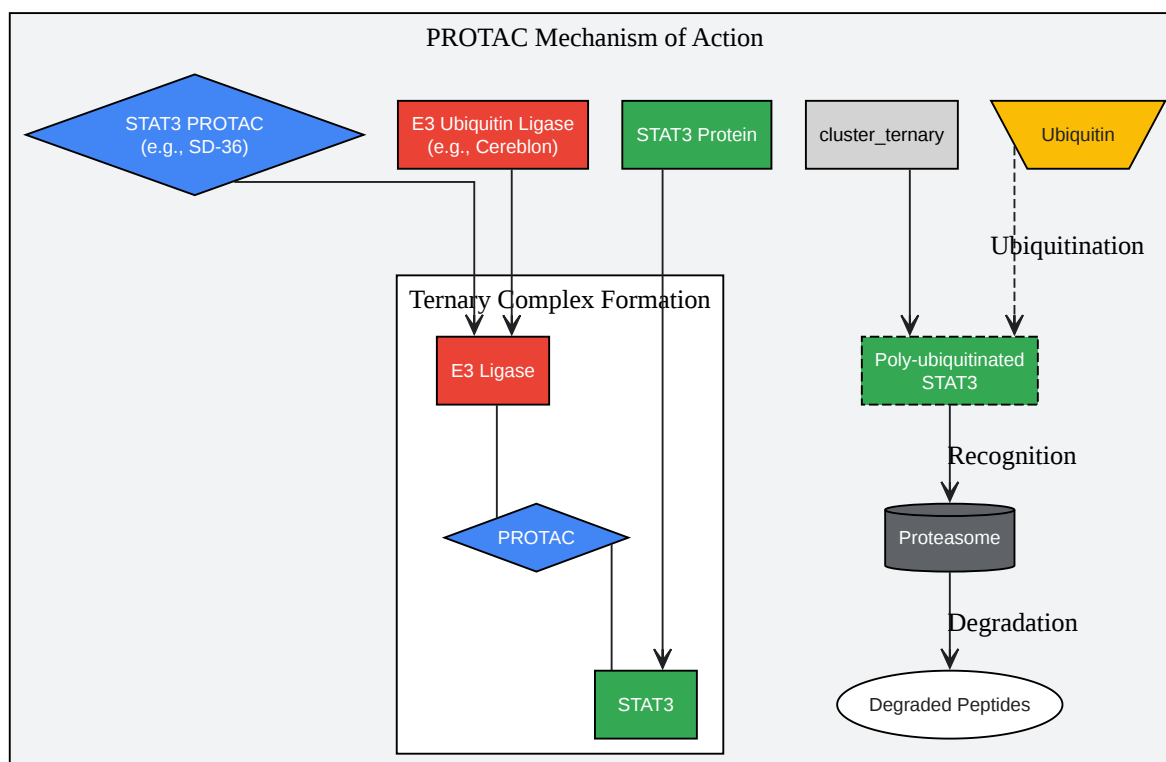 PROTAC Mechanism of Action
STAT3 PROTAC
(e.g., SD-36)
E3 Ubiquitin Ligase
(e.g., Cereblon)
STAT3 Protein
cluster_ternary
Ubiquitin
Ubiquitination
Ternary Complex Formation
E3 Ligase
Poly-ubiquitinated
STAT3
Recognition
PROTAC
Proteasome
Degradation
STAT3
Degraded Peptides